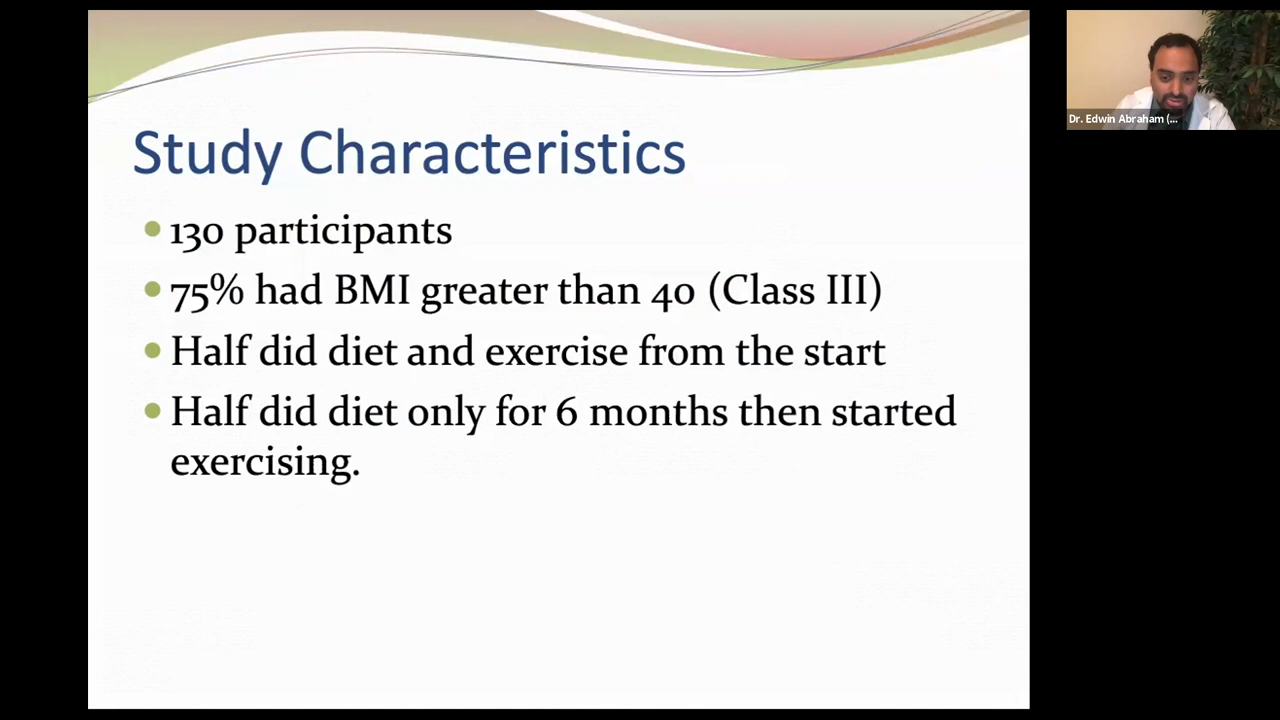 Study Characteristics
130 participants
75% had BMI greater than 40 (Class III)
Half did diet and exercise from the start
Half did diet only for 6 months then started
exercising.
Dr. Edwin Abraham (...